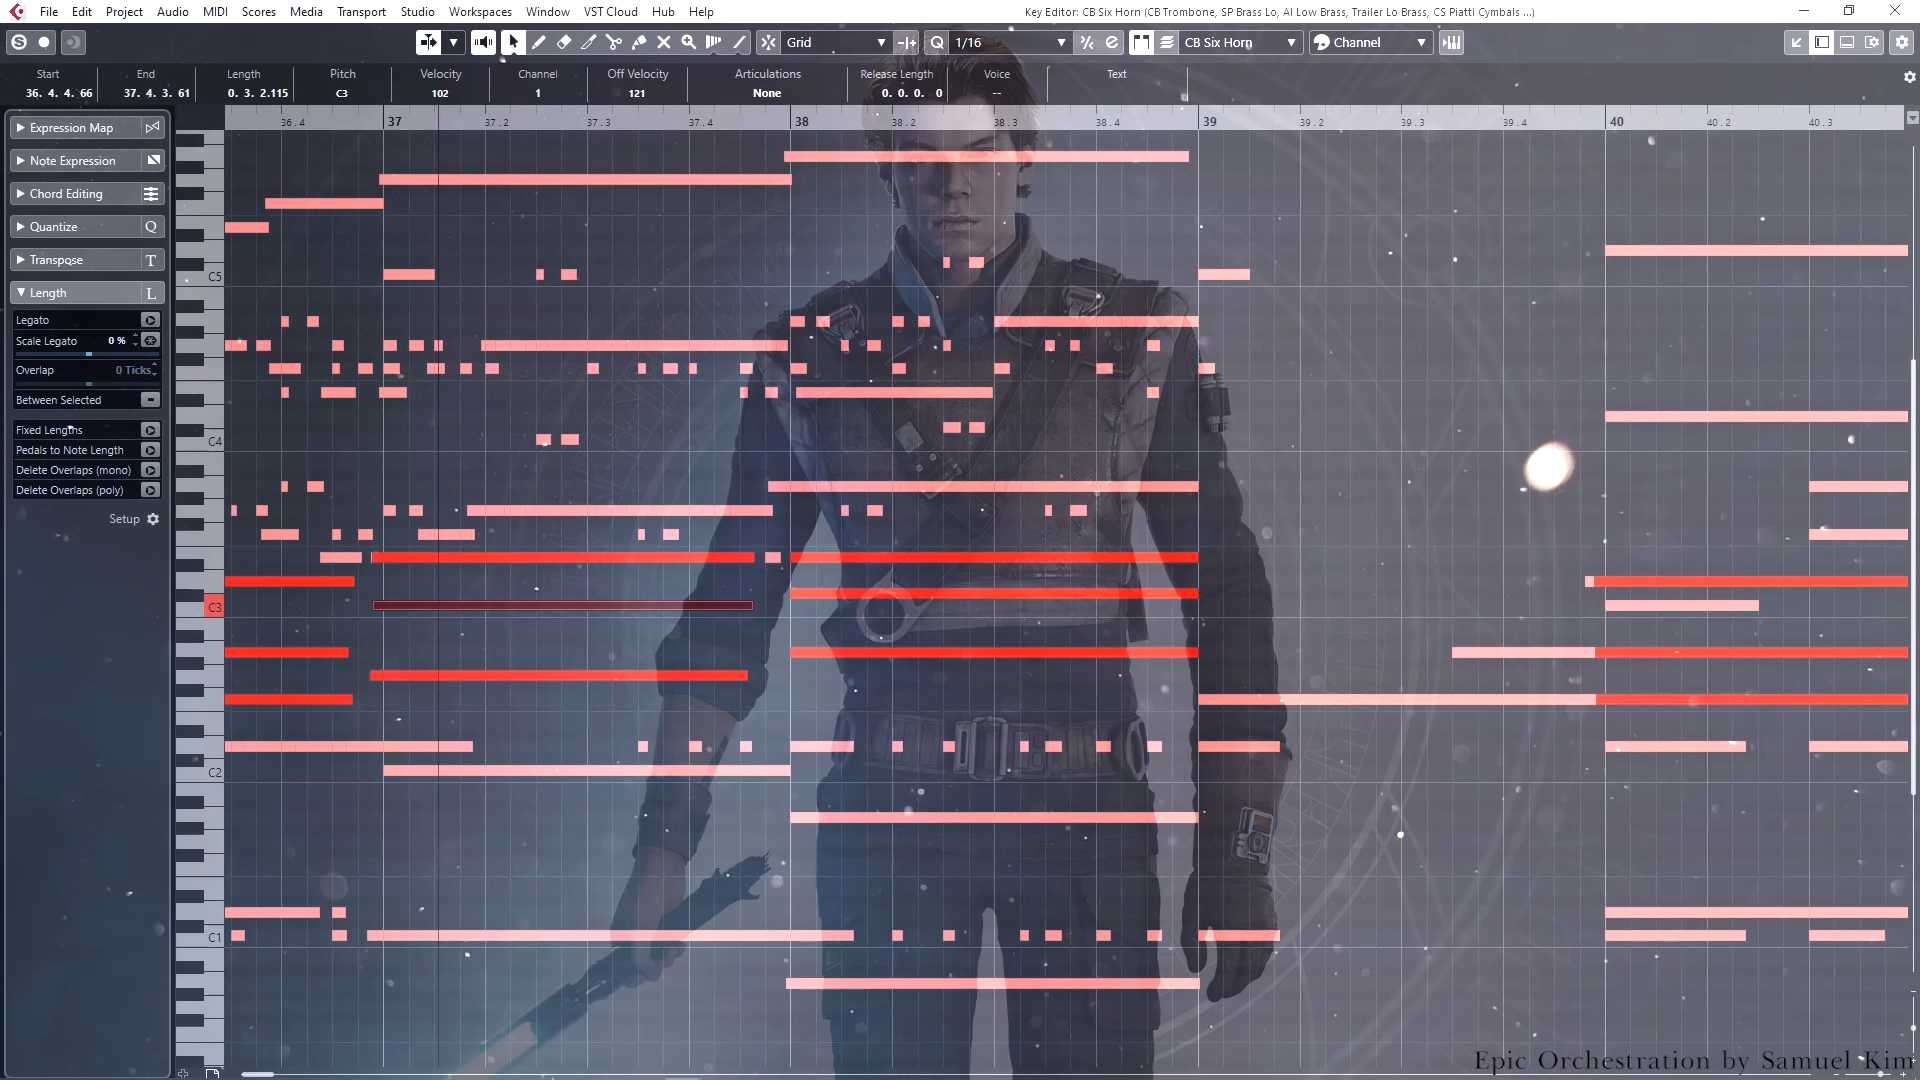 File Edit Project Audio MIDI Scores Media Transport Studio Workspaces Window VST Cloud Hub Help
Key Editor: CB Six Horn (CB Trombone, SP Brass Lo, AI Low Brass, Trailer Lo Brass, CS Piatti Cymbals ...)
S Grid Q 1/16 CB Six Horn Channel
Start End Length Pitch Velocity Channel Off Velocity Articulations Release Length Voice Text
36. 4. 4. 66 37. 4. 3. 61 0. 3. 2.115 C3 102 1 121 None 0. 0. 0. 0 --
36.4 37 37.2 37.3 37.4 38 38.2 38.3 38.4 39 39.2 39.3 39.4 40 40.2 40.3
Expression Map
Note Expression
Chord Editing
Quantize Q
Transpose T
Length L
Legato
Scale Legato 0 %
Overlap 0 Ticks
Between Selected
Fixed Lengths
Pedals to Note Length
Delete Overlaps (mono)
Delete Overlaps (poly)
Setup
C5
C4
C3
C2
C1
Epic Orchestration by Samuel Kim